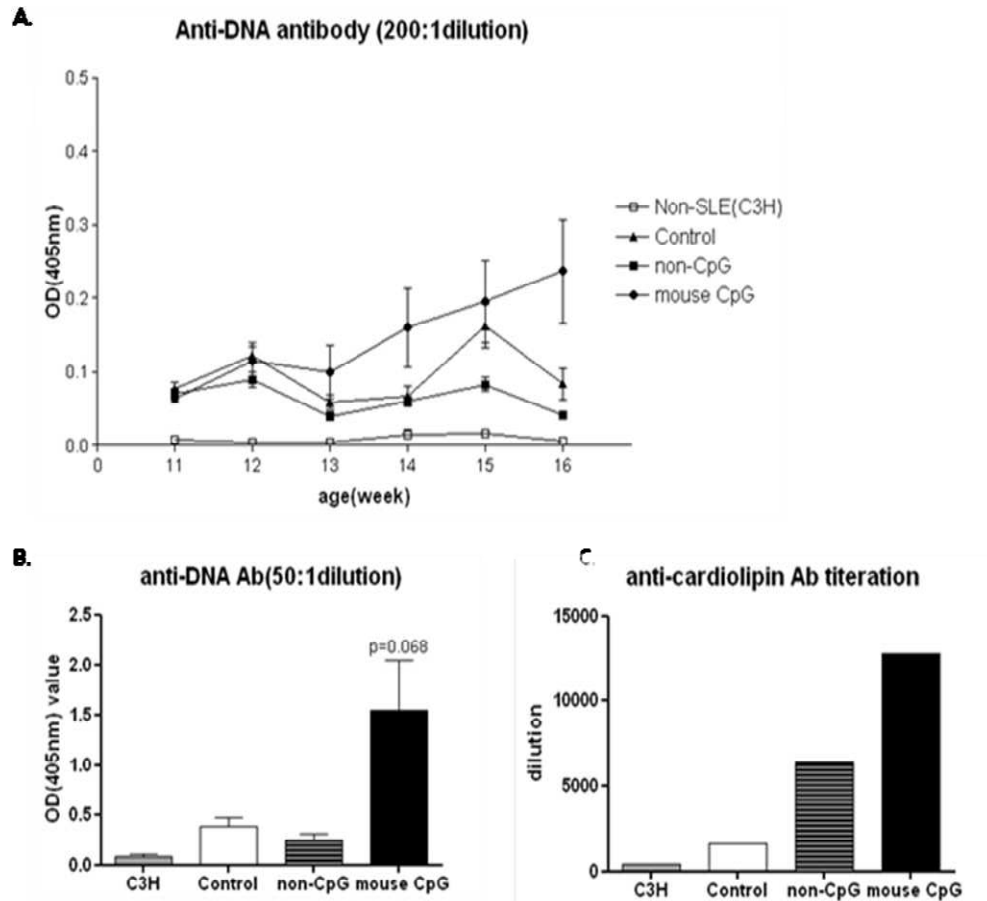 A.
Anti-DNA antibody (200:1dilution)
0.5
0.4
0.3
0.2
0.1
0.0
OD(405nm)
0 11 12 13 14 15 16
age(week)
Non-SLE(C3H)
Control
non-CpG
mouse CpG
B.
anti-DNA Ab(50:1dilution)
2.5
2.0
1.5
1.0
0.5
0.0
OD(405nm) value
p=0.068
C3H Control non-CpG mouse CpG
C.
anti-cardiolipin Ab titeration
15000
10000
5000
0
dilution
C3H Control non-CpG mouse CpG